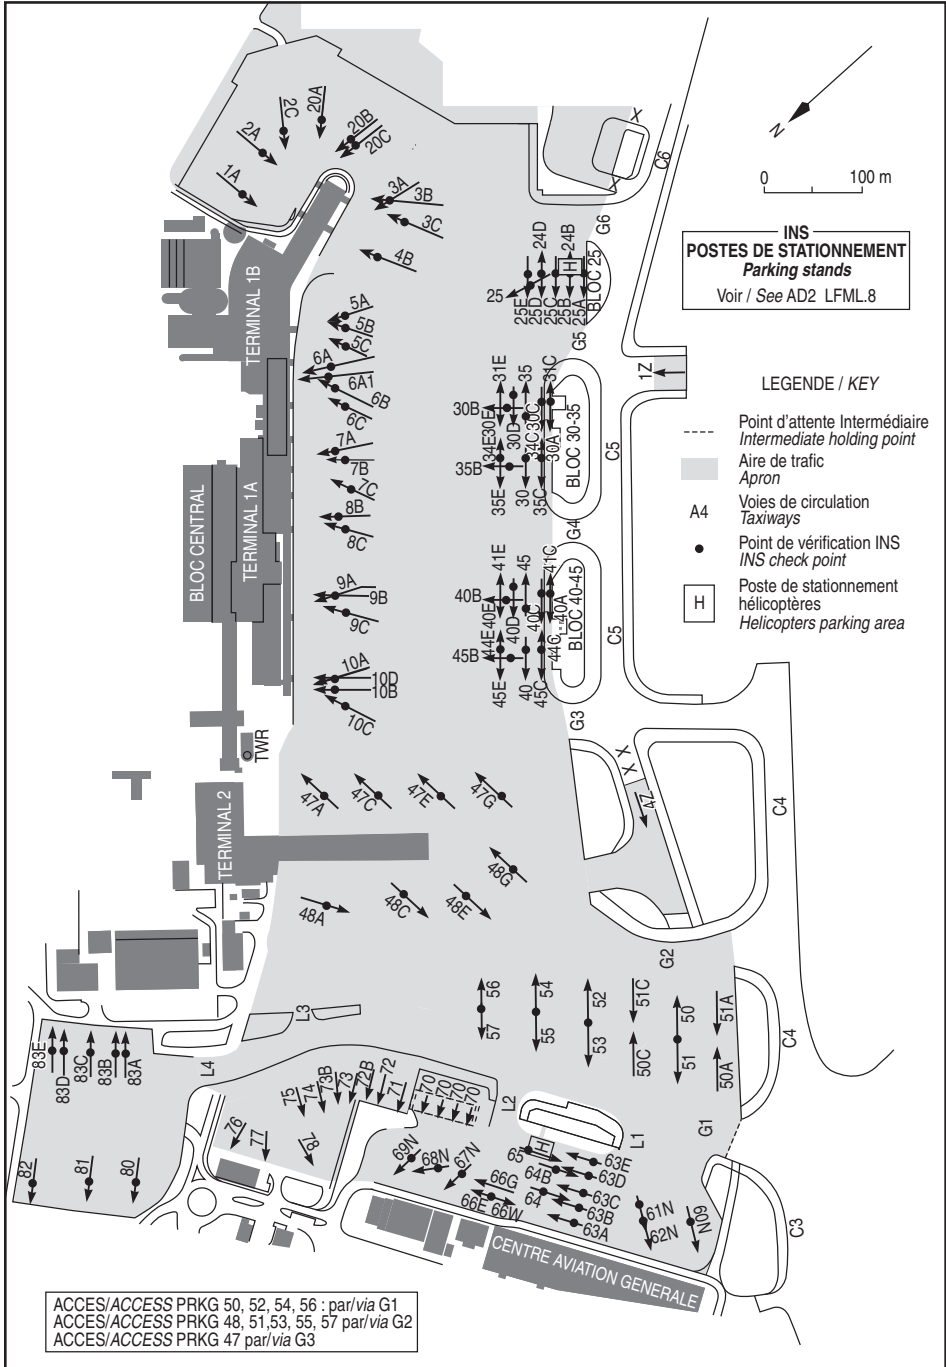 2C
20A
20B
20C
2A
1A
3A
3B
3C
4B
C6
N
0 100 m
INS
POSTES DE STATIONNEMENT
Parking stands
Voir / See AD2 LFML.8
G6
24D
24B
H
25
25E
25D
25C
25B
25A
BLOC 25
G5
TERMINAL 1B
5A
5B
5C
6A
6A1
6B
6C
7A
7B
7C
8B
8C
31E
35
31C
30B
30E
30D
30C
30A
34E
34C
35B
35E
30
35C
BLOC 30-35
1Z
C5
G4
LEGENDE / KEY
Point d'attente Intermédiaire
Intermediate holding point
Aire de trafic
Apron
A4
Voies de circulation
Taxiways
Point de vérification INS
INS check point
H
Poste de stationnement
hélicoptères
Helicopters parking area
BLOC CENTRAL
TERMINAL 1A
9A
9B
9C
10A
10D
10B
10C
41E
45
41C
40B
40E
40D
40C
40A
44E
44C
45B
45E
40
45C
BLOC 40-45
C5
G3
TWR
X X
47A
47C
47E
47G
4Z
C4
TERMINAL 2
48A
48C
48E
48G
G2
56
57
54
55
52
53
51C
50C
50
51
51A
50A
C4
L3
L4
83E
83D
83C
83B
83A
82
81
80
75
74
73B
73
72B
72
71
70
70
70
70
76
77
78
L2
L1
G1
69N
68N
67N
66G
66E
66W
65
H
64B
64
63E
63D
63C
63B
63A
61N
62N
60N
C3
CENTRE AVIATION GENERALE
ACCES/ACCESS PRKG 50, 52, 54, 56 : par/via G1
ACCES/ACCESS PRKG 48, 51,53, 55, 57 par/via G2
ACCES/ACCESS PRKG 47 par/via G3